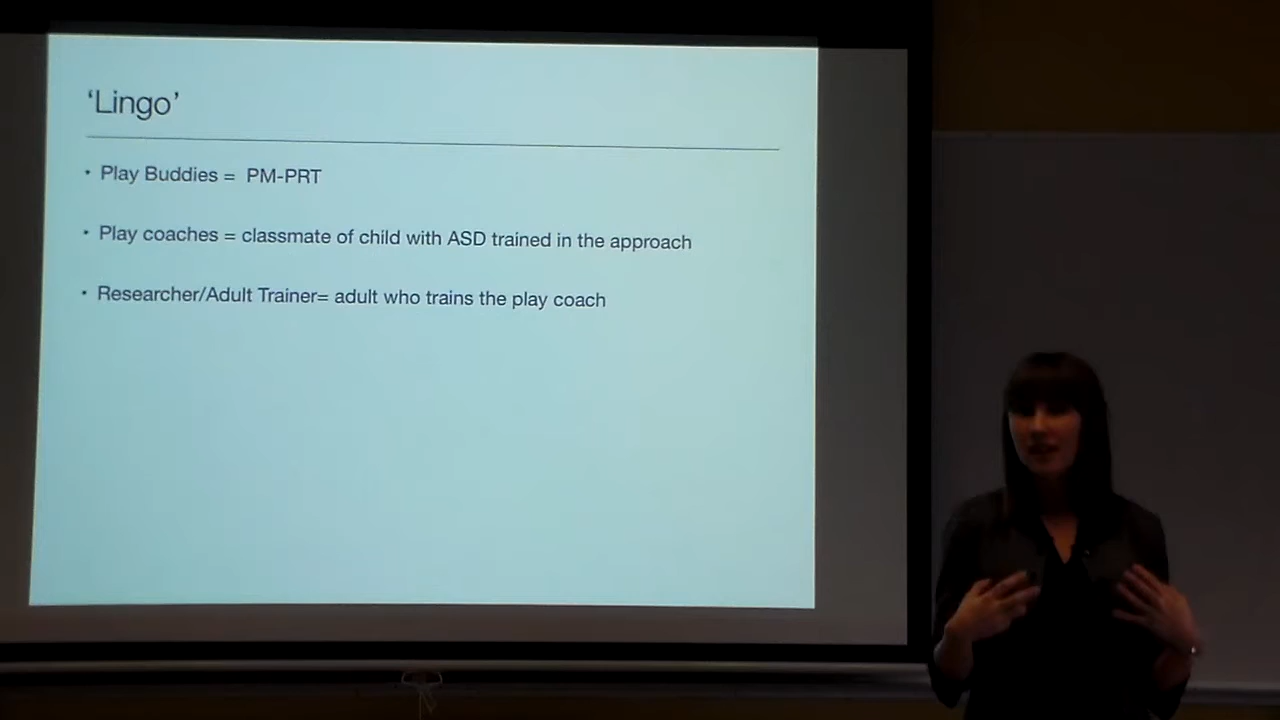 ‘Lingo’
• Play Buddies = PM-PRT
• Play coaches = classmate of child with ASD trained in the approach
• Researcher/Adult Trainer= adult who trains the play coach